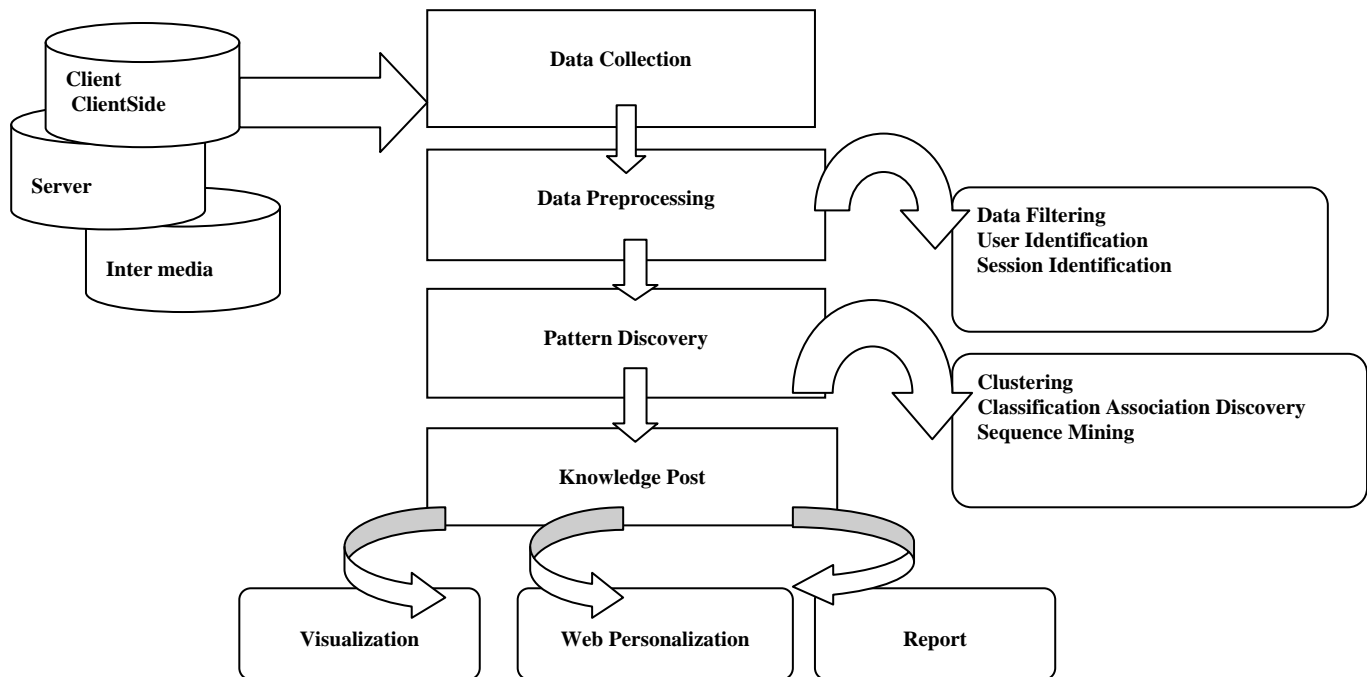 Client
ClientSide
Server
Inter media
Data Collection
Data Preprocessing
Data Filtering
User Identification
Session Identification
Pattern Discovery
Clustering
Classification Association Discovery
Sequence Mining
Knowledge Post
Visualization
Web Personalization
Report